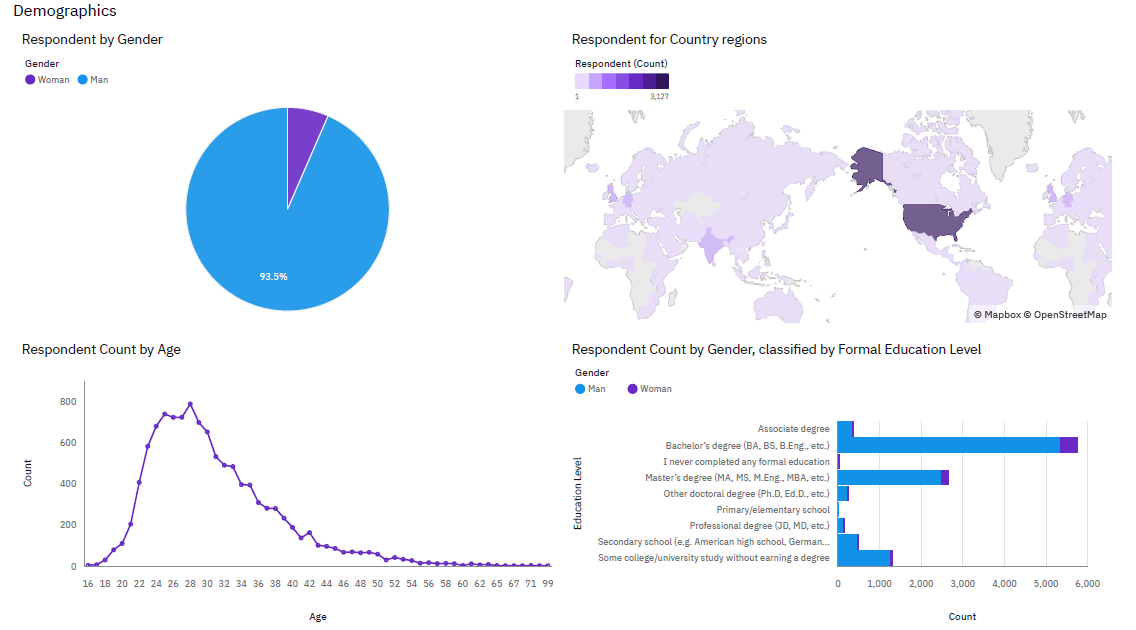 Demographics
Respondent by Gender
Gender
Woman Man
93.5%
Respondent for Country regions
Respondent (Count)
1 3,127
© Mapbox © OpenStreetMap
Respondent Count by Age
Count
800
600
400
200
0
16 18 20 22 24 26 28 30 32 34 36 38 40 42 44 46 48 50 52 54 56 58 60 62 65 67 71 99
Age
Respondent Count by Gender, classified by Formal Education Level
Gender
Man Woman
Education Level
Associate degree
Bachelor's degree (BA, BS, B.Eng., etc.)
I never completed any formal education
Master's degree (MA, MS, M.Eng., MBA, etc.)
Other doctoral degree (Ph.D, Ed.D., etc.)
Primary/elementary school
Professional degree (JD, MD, etc.)
Secondary school (e.g. American high school, German...
Some college/university study without earning a degree
0 1,000 2,000 3,000 4,000 5,000 6,000
Count